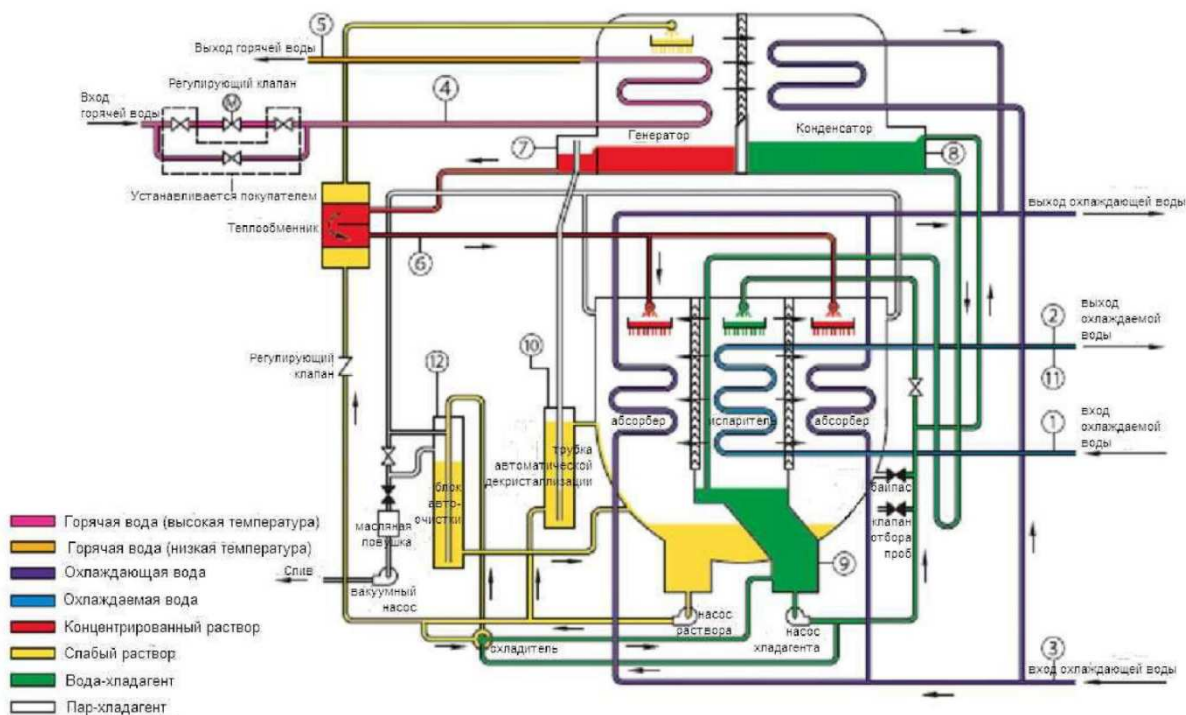 5
Выход горячей воды
Регулирующий клапан
Вход
горячей воды
М
4
Генератор
Конденсатор
7
8
Устанавливается покупателем
Теплообменник
6
выход охлаждающей воды
2
выход
охлаждаемой
воды
11
Регулирующий
клапан
12
10
абсорбер
испаритель
абсорбер
1
вход
охлаждаемой
воды
трубка
автоматической
декристаллизации
блок
авто-
очистки
байпас
клапан
отбора
проб
масляная
ловушка
Слив
вакуумный
насос
9
насос
раствора
насос
хладагента
охладитель
3
вход охлаждающей воды
Горячая вода (высокая температура)
Горячая вода (низкая температура)
Охлаждающая вода
Охлаждаемая вода
Концентрированный раствор
Слабый раствор
Вода-хладагент
Пар-хладагент